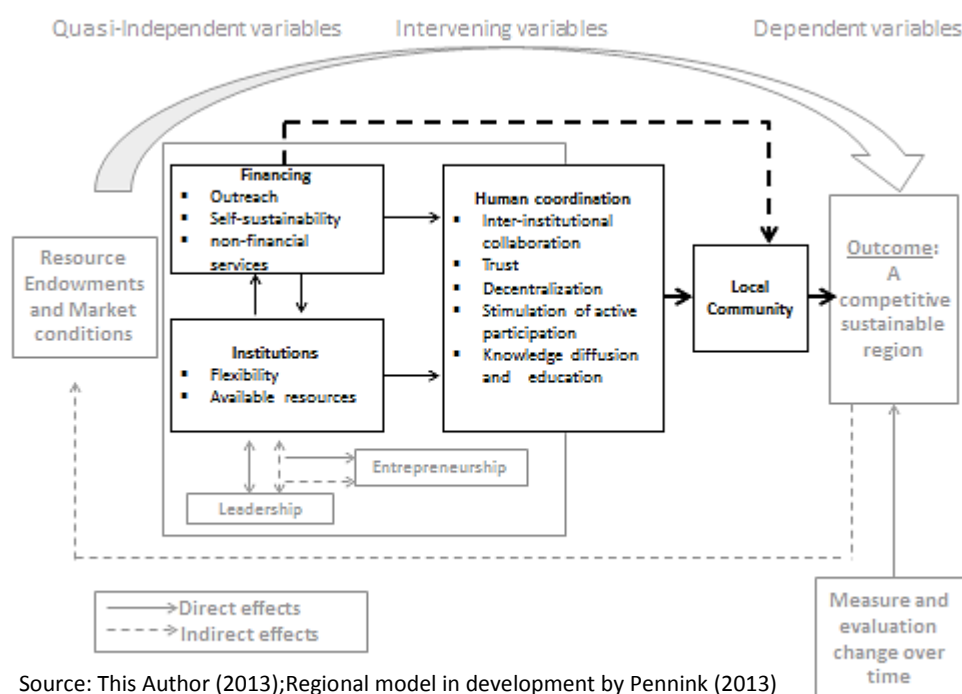 Quasi-Independent variables
Intervening variables
Dependent variables
Financing
▪ Outreach
▪ Self-sustainability
▪ non-financial
services
Institutions
▪ Flexibility
▪ Available resources
Human coordination
▪ Inter-institutional
collaboration
▪ Trust
▪ Decentralization
▪ Stimulation of active
participation
▪ Knowledge diffusion
and education
Local
Community
Resource
Endowments
and Market
conditions
Outcome:
A
competitive
sustainable
region
Entrepreneurship
Leadership
Direct effects
Indirect effects
Measure and
evaluation
change over
time
Source: This Author (2013);Regional model in development by Pennink (2013)